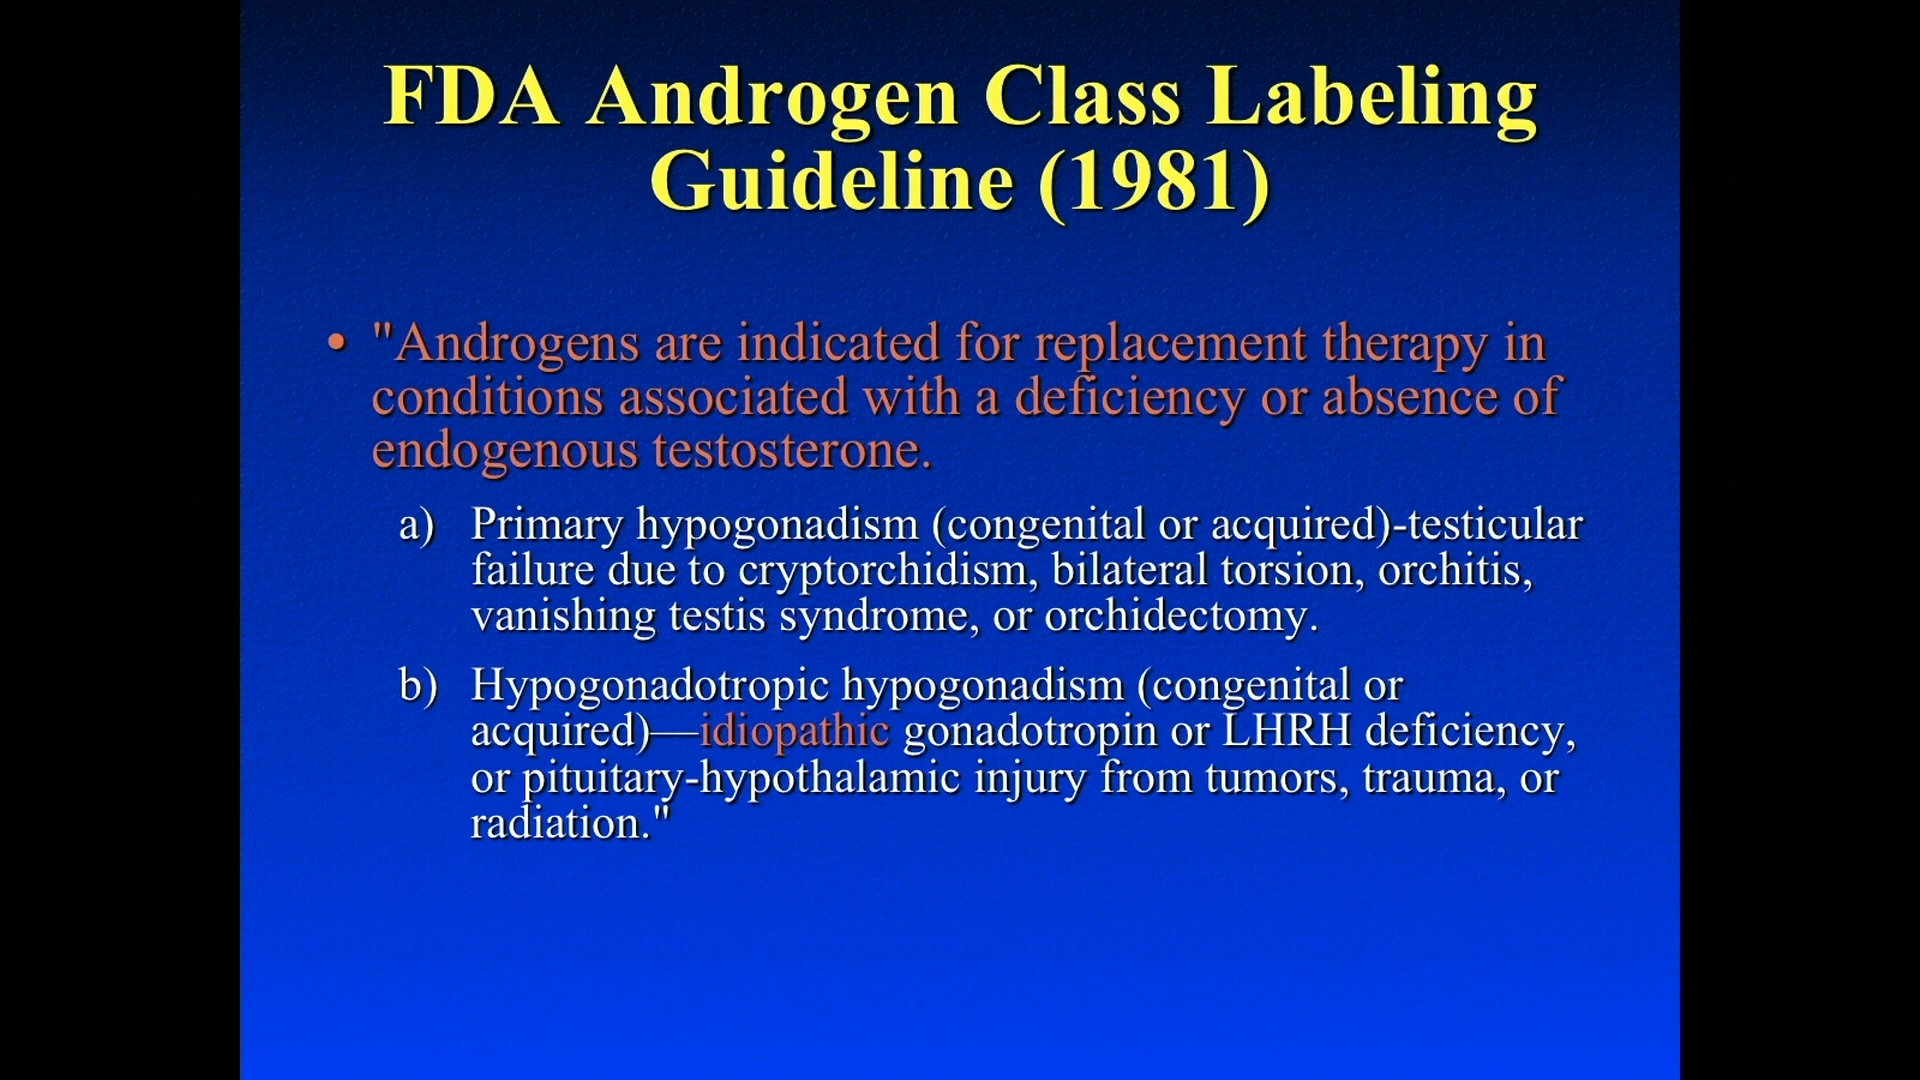 FDA Androgen Class Labeling
Guideline (1981)
• "Androgens are indicated for replacement therapy in
conditions associated with a deficiency or absence of
endogenous testosterone.
a) Primary hypogonadism (congenital or acquired)-testicular
failure due to cryptorchidism, bilateral torsion, orchitis,
vanishing testis syndrome, or orchidectomy.
b) Hypogonadotropic hypogonadism (congenital or
acquired)—idiopathic gonadotropin or LHRH deficiency,
or pituitary-hypothalamic injury from tumors, trauma, or
radiation."